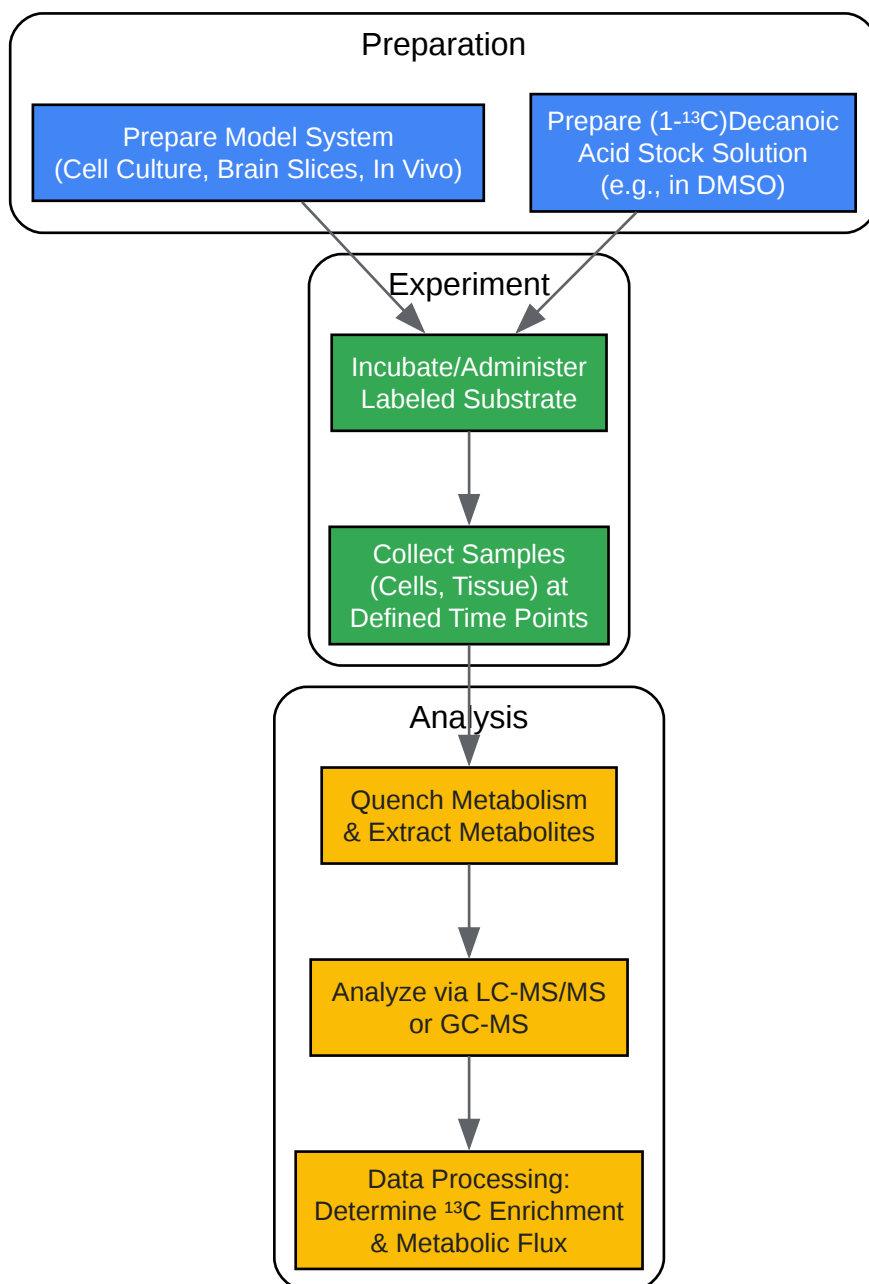 Preparation
Prepare Model System
(Cell Culture, Brain Slices, In Vivo)
Prepare (1-¹³C)Decanoic
Acid Stock Solution
(e.g., in DMSO)
Experiment
Incubate/Administer
Labeled Substrate
Collect Samples
(Cells, Tissue) at
Defined Time Points
Analysis
Quench Metabolism
& Extract Metabolites
Analyze via LC-MS/MS
or GC-MS
Data Processing:
Determine ¹³C Enrichment
& Metabolic Flux